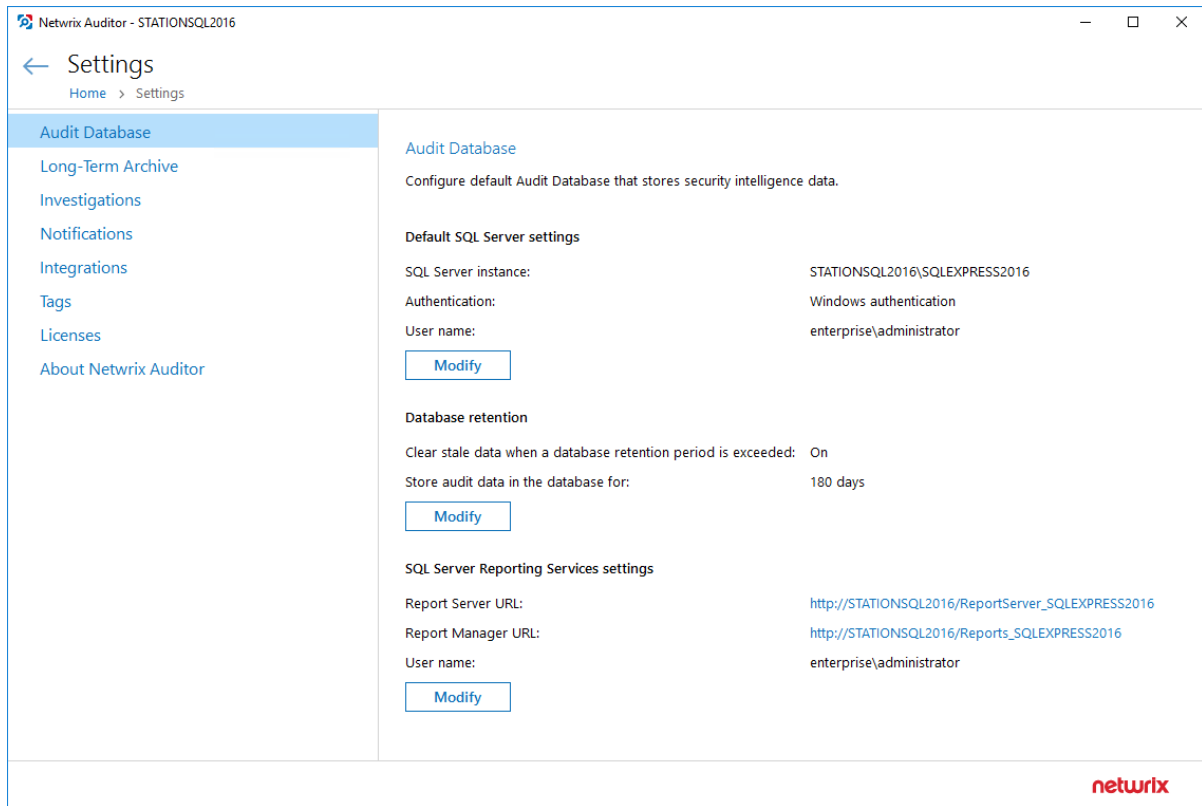 Netwrix Auditor - STATIONSQL2016
Settings
Home > Settings
Audit Database
Long-Term Archive
Investigations
Notifications
Integrations
Tags
Licenses
About Netwrix Auditor
Audit Database
Configure default Audit Database that stores security intelligence data.
Default SQL Server settings
SQL Server instance: STATIONSQL2016\SQLEXPRESS2016
Authentication: Windows authentication
User name: enterprise\administrator
Modify
Database retention
Clear stale data when a database retention period is exceeded: On
Store audit data in the database for: 180 days
Modify
SQL Server Reporting Services settings
Report Server URL: http://STATIONSQL2016/ReportServer_SQLEXPRESS2016
Report Manager URL: http://STATIONSQL2016/Reports_SQLEXPRESS2016
User name: enterprise\administrator
Modify
netwrix